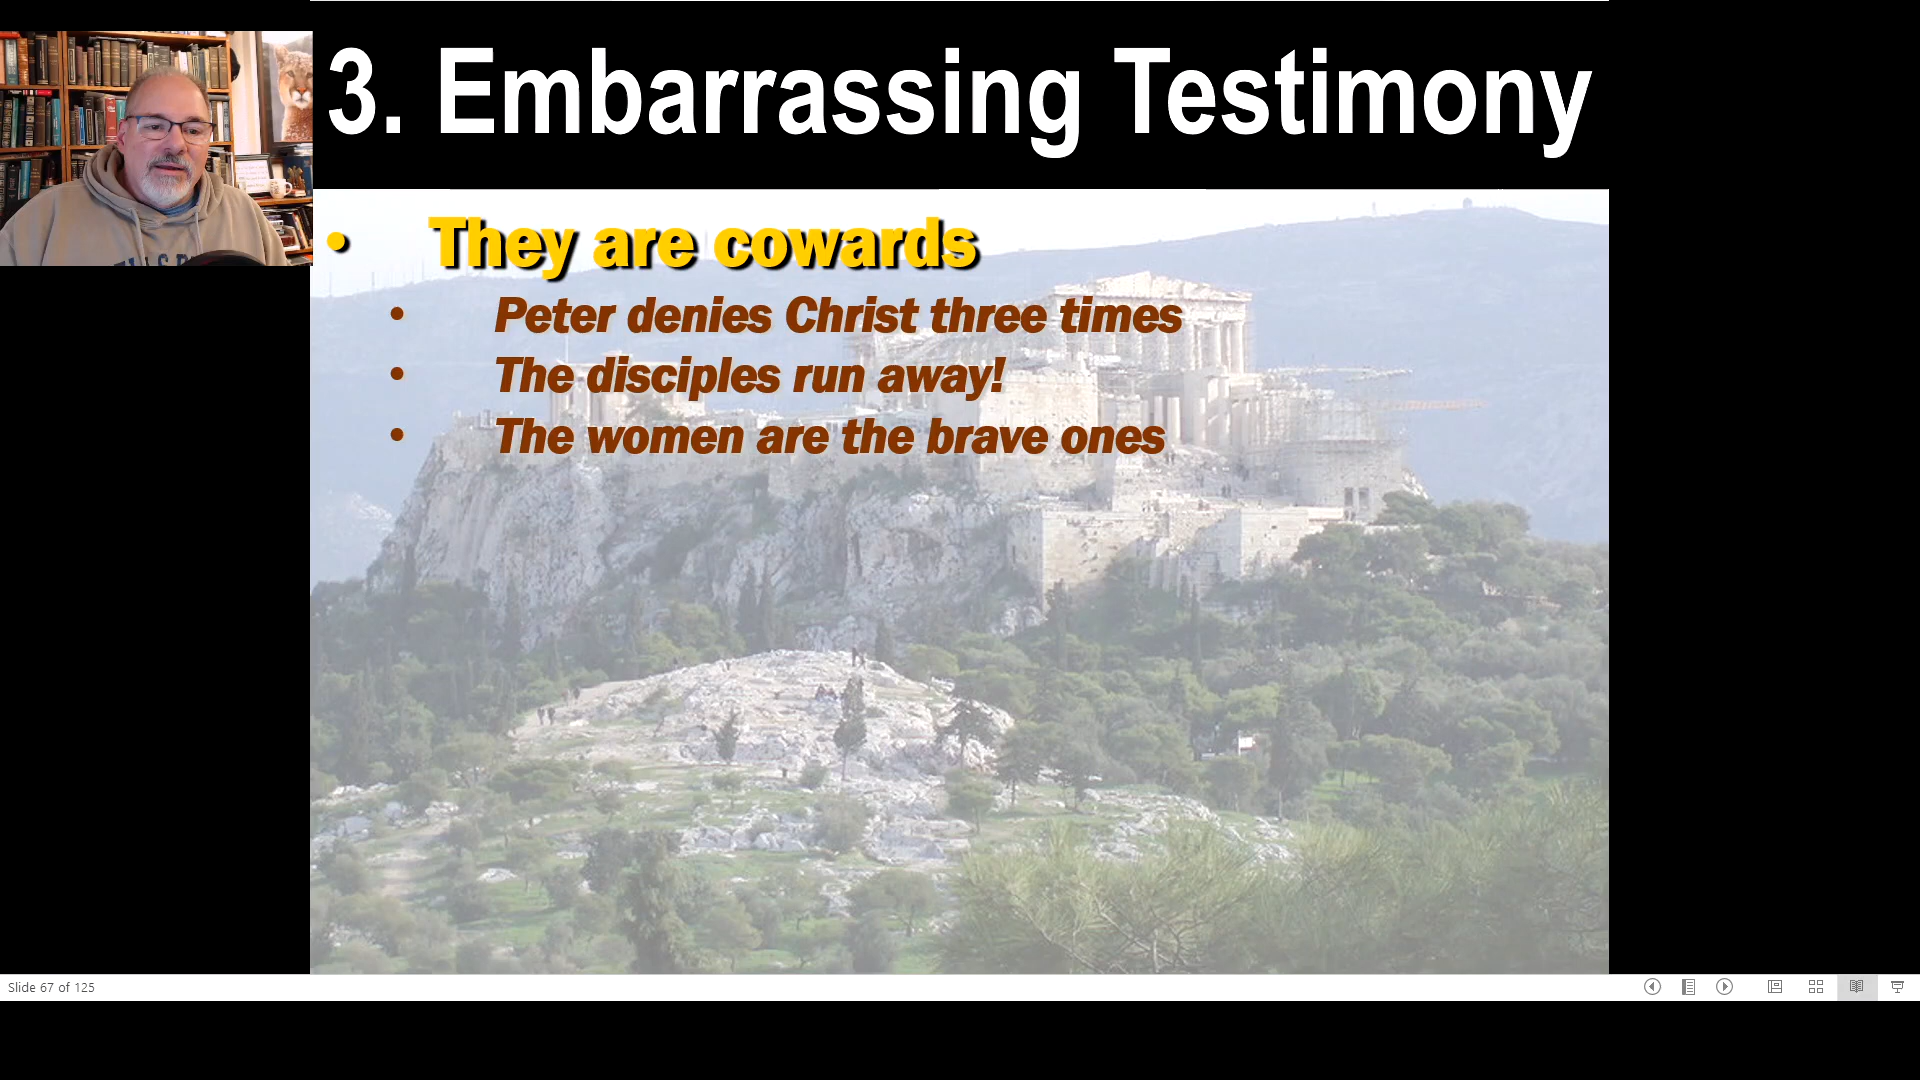 3. Embarrassing Testimony
• They are cowards
• Peter denies Christ three times
• The disciples run away!
• The women are the brave ones
Slide 67 of 125